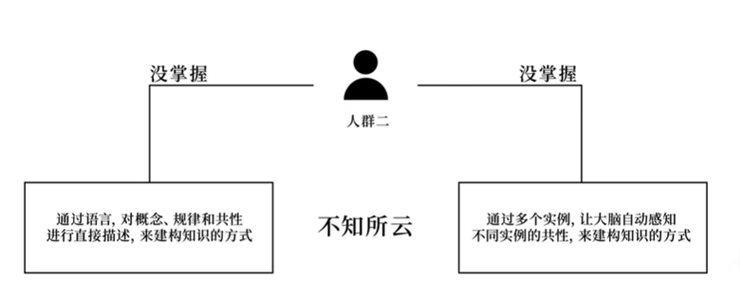 没掌握
没掌握
人群二
通过语言, 对概念、规律和共性
进行直接描述, 来建构知识的方式
不知所云
通过多个实例, 让大脑自动感知
不同实例的共性, 来建构知识的方式